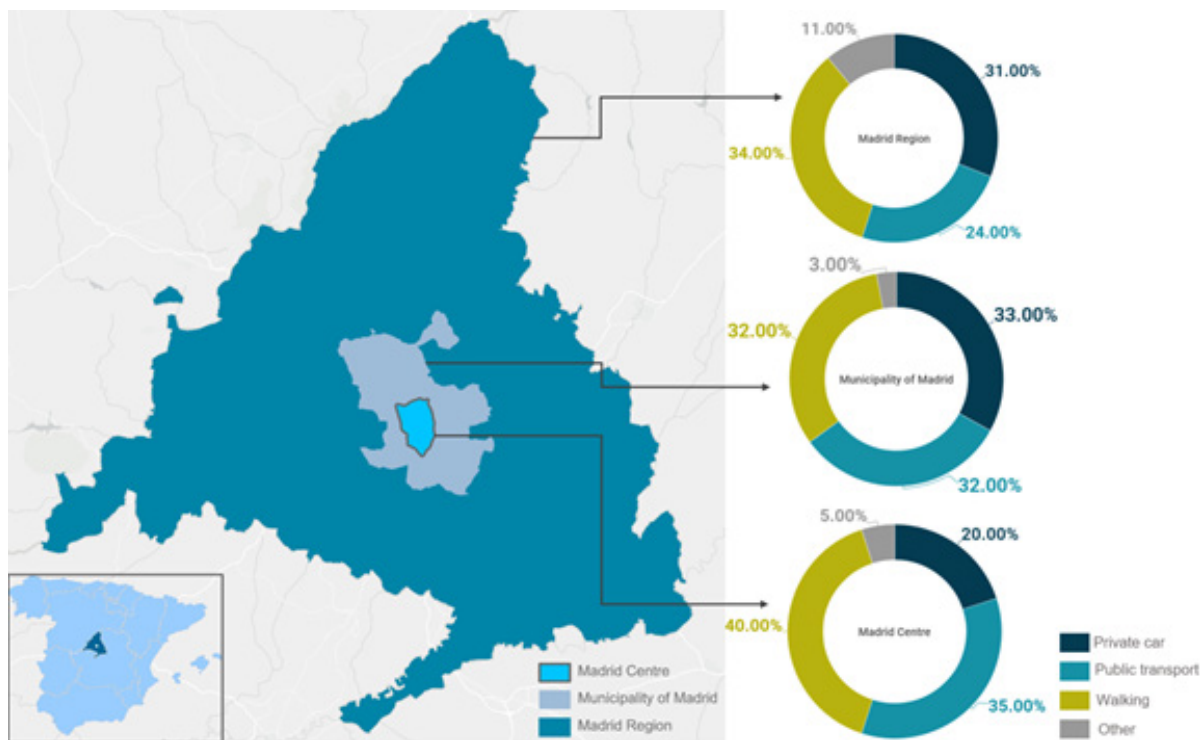 11.00%
31.00%
Madrid Region
34.00%
24.00%
3.00%
33.00%
32.00%
Municipality of Madrid
32.00%
5.00%
20.00%
40.00%
Madrid Centre
35.00%
Madrid Centre
Municipality of Madrid
Madrid Region
Private car
Public transport
Walking
Other